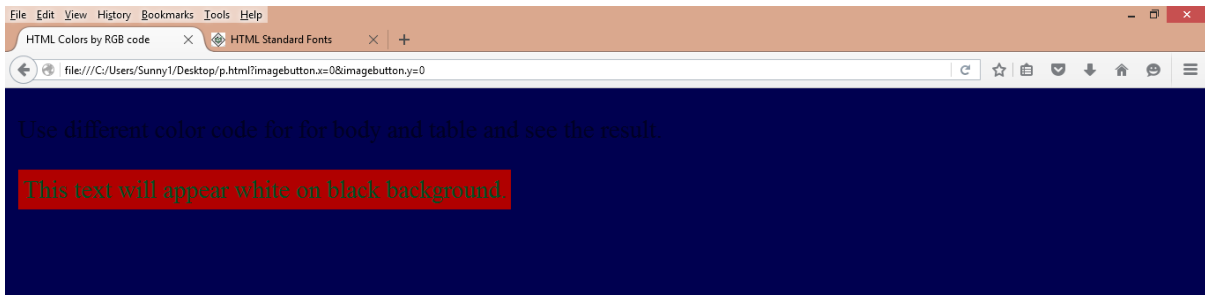 File Edit View History Bookmarks Tools Help
HTML Colors by RGB code HTML Standard Fonts
file:///C:/Users/Sunny1/Desktop/p.html?imagebutton.x=0&imagebutton.y=0
Use different color code for for body and table and see the result.
This text will appear white on black background.